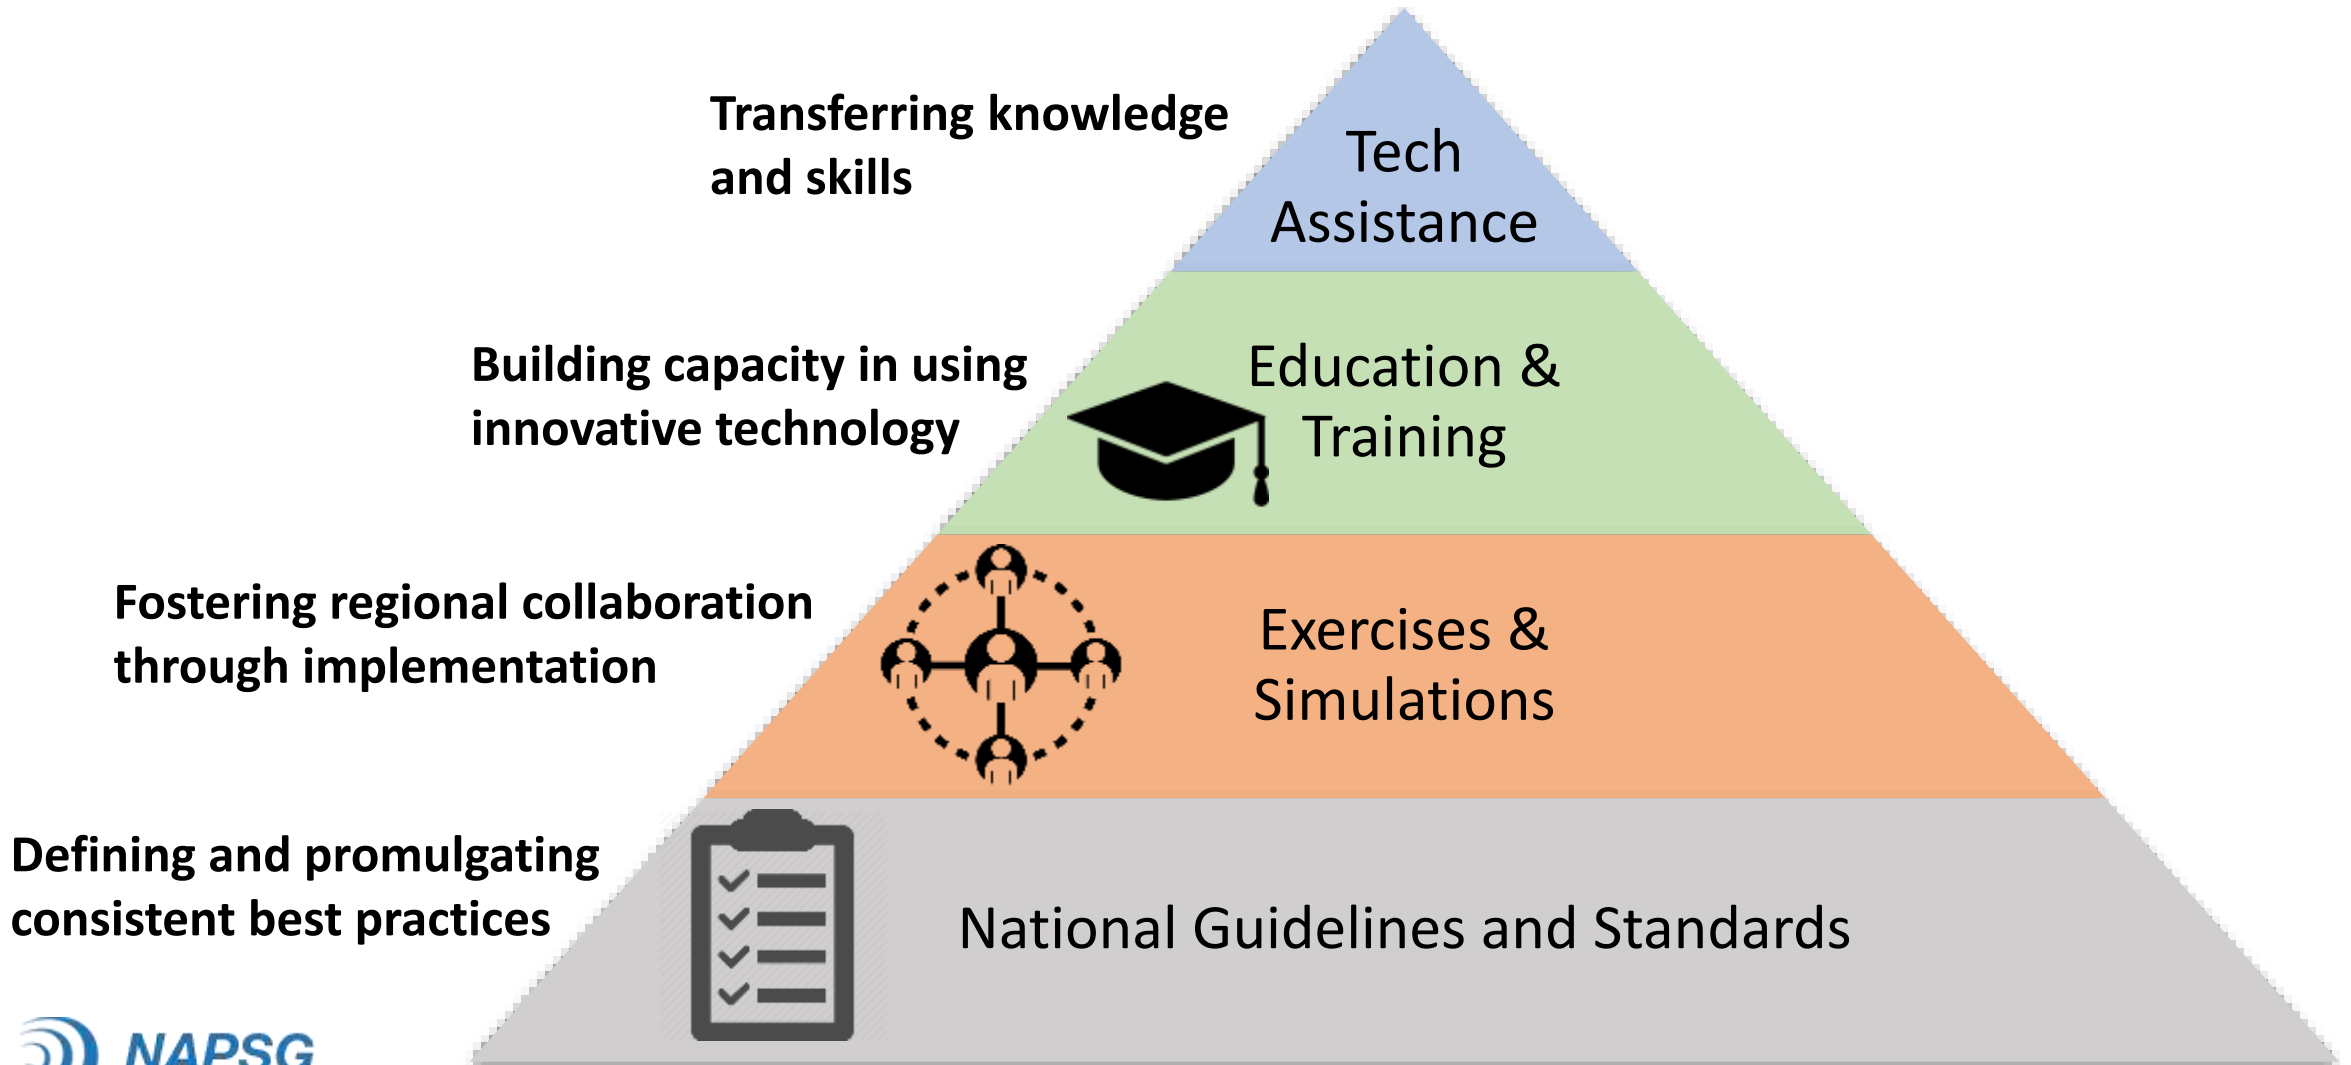 Transferring knowledge
and skills
Tech
Assistance
Building capacity in using
innovative technology
Education &
Training
Fostering regional collaboration
through implementation
Exercises &
Simulations
Defining and promulgating
consistent best practices
National Guidelines and Standards
NAPSG